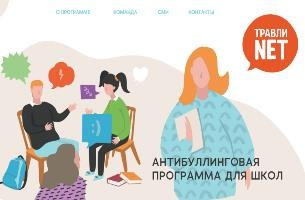 О ПРОГРАММЕ КОМАНДА СМИ КОНТАКТЫ
ТРАВЛИ
NET
АНТИБУЛЛИНГОВАЯ
ПРОГРАММА ДЛЯ ШКОЛ